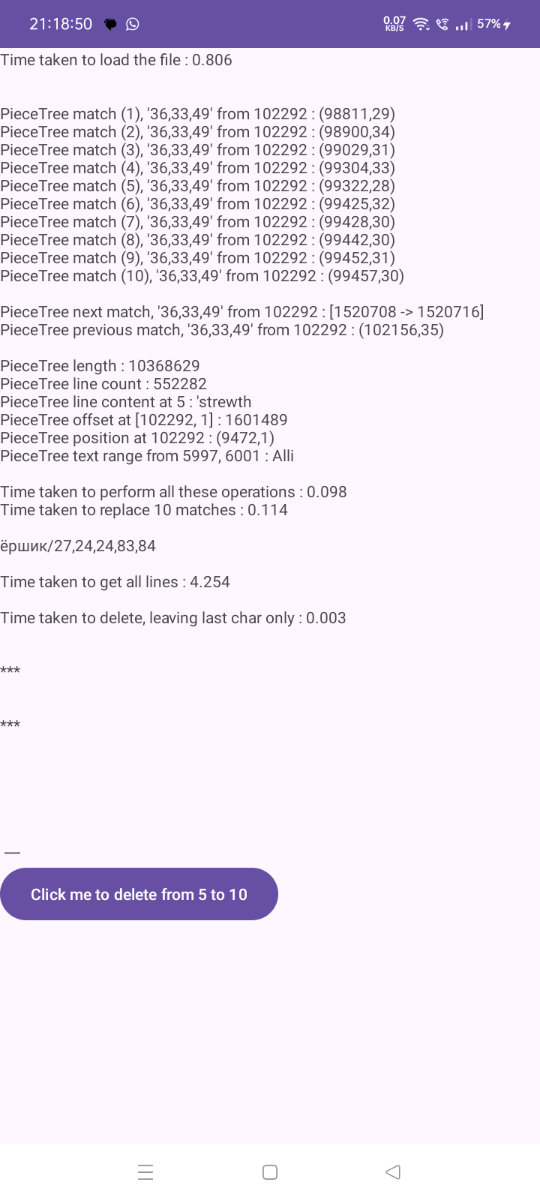 21:18:50
0.07
KB/S
57%
Time taken to load the file : 0.806
PieceTree match (1), '36,33,49' from 102292 : (98811,29)
PieceTree match (2), '36,33,49' from 102292 : (98900,34)
PieceTree match (3), '36,33,49' from 102292 : (99029,31)
PieceTree match (4), '36,33,49' from 102292 : (99304,33)
PieceTree match (5), '36,33,49' from 102292 : (99322,28)
PieceTree match (6), '36,33,49' from 102292 : (99425,32)
PieceTree match (7), '36,33,49' from 102292 : (99428,30)
PieceTree match (8), '36,33,49' from 102292 : (99442,30)
PieceTree match (9), '36,33,49' from 102292 : (99452,31)
PieceTree match (10), '36,33,49' from 102292 : (99457,30)
PieceTree next match, '36,33,49' from 102292 : [1520708 -> 1520716]
PieceTree previous match, '36,33,49' from 102292 : (102156,35)
PieceTree length : 10368629
PieceTree line count : 552282
PieceTree line content at 5 : 'strewth
PieceTree offset at [102292, 1] : 1601489
PieceTree position at 102292 : (9472,1)
PieceTree text range from 5997, 6001 : Alli
Time taken to perform all these operations : 0.098
Time taken to replace 10 matches : 0.114
ёршик/27,24,24,83,84
Time taken to get all lines : 4.254
Time taken to delete, leaving last char only : 0.003
***
***
__
Click me to delete from 5 to 10